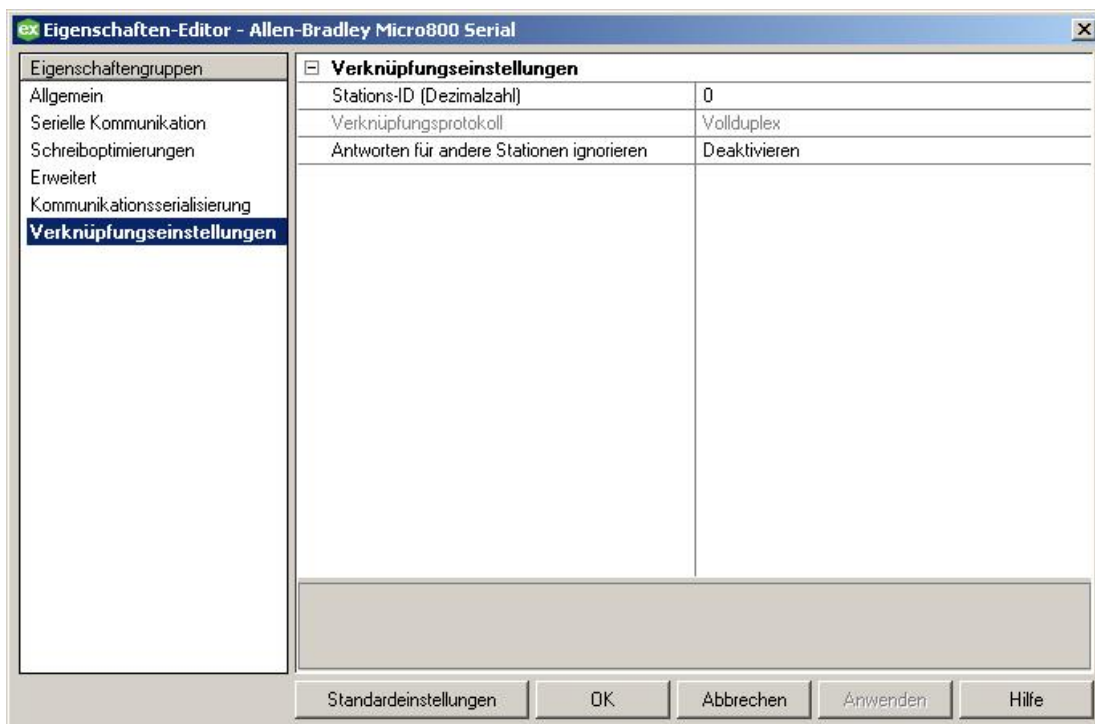 ex Eigenschaften-Editor - Allen-Bradley Micro800 Serial
Eigenschaftengruppen
Allgemein
Serielle Kommunikation
Schreiboptimierungen
Erweitert
Kommunikationsserialisierung
Verknüpfungseinstellungen
Verknüpfungseinstellungen
Stations-ID (Dezimalzahl) 0
Verknüpfungsprotokoll Vollduplex
Antworten für andere Stationen ignorieren Deaktivieren
Standardeinstellungen OK Abbrechen Anwenden Hilfe